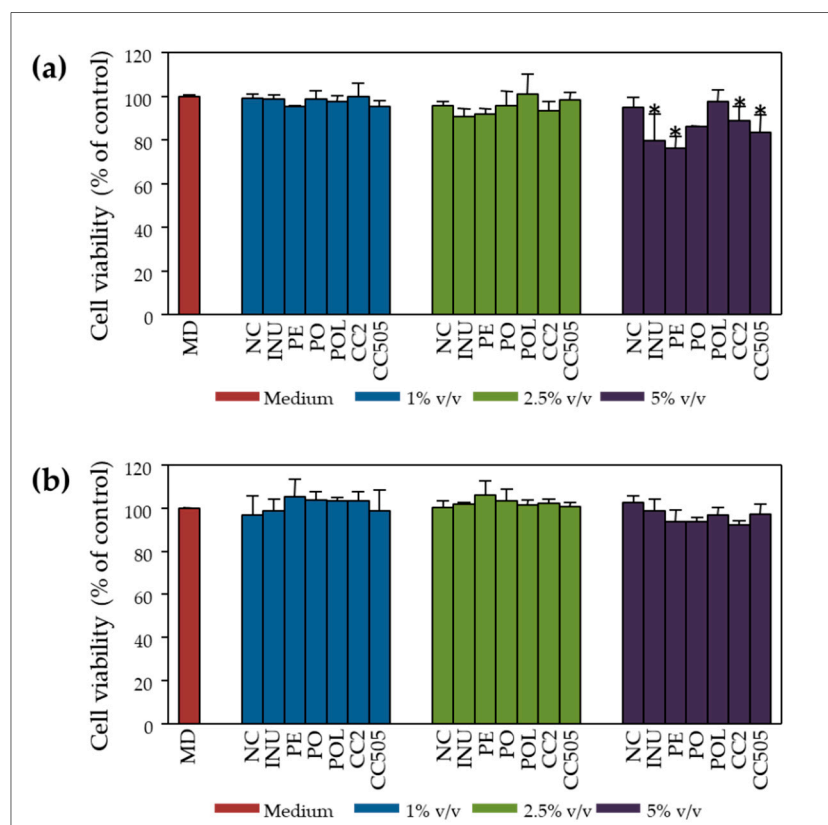 (a)
Cell viability (% of control)
120
100
80
60
40
20
0
* * * *
MD NC INU PE PO POL CC2 CC505 NC INU PE PO POL CC2 CC505 NC INU PE PO POL CC2 CC505
Medium 1% v/v 2.5% v/v 5% v/v
(b)
Cell viability (% of control)
120
100
80
60
40
20
0
MD NC INU PE PO POL CC2 CC505 NC INU PE PO POL CC2 CC505 NC INU PE PO POL CC2 CC505
Medium 1% v/v 2.5% v/v 5% v/v